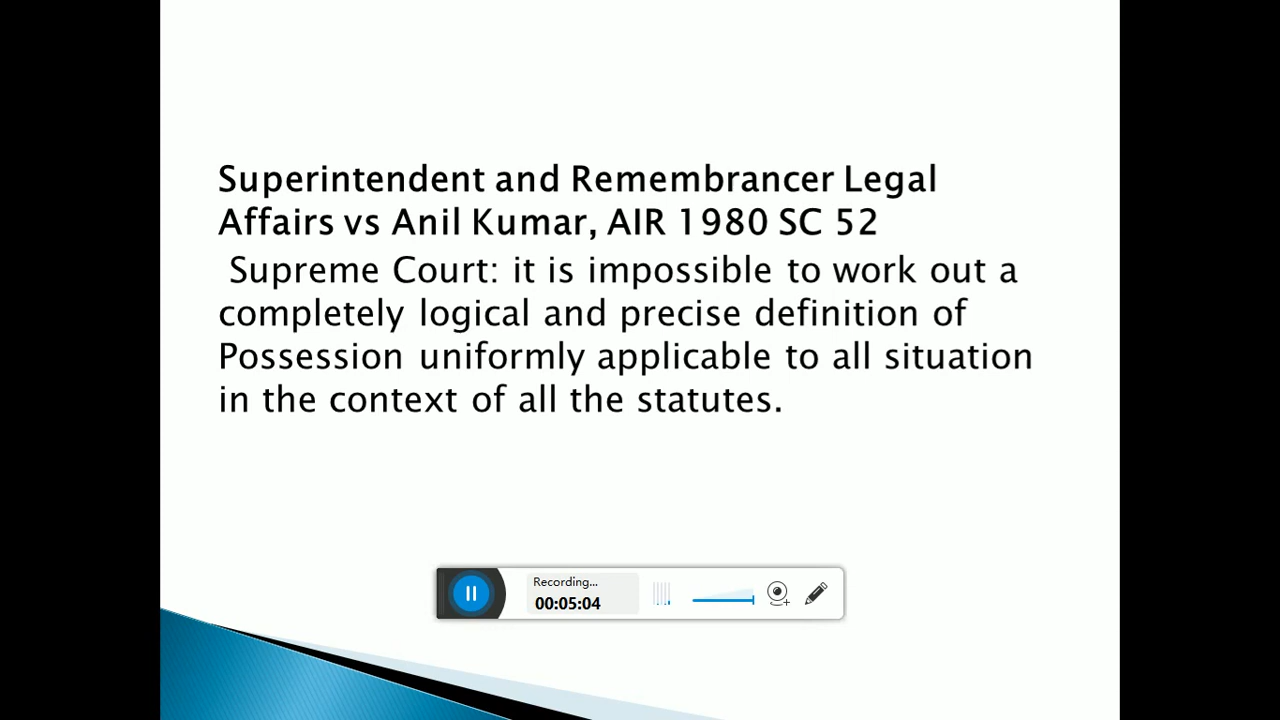 Superintendent and Remembrancer Legal
Affairs vs Anil Kumar, AIR 1980 SC 52
Supreme Court: it is impossible to work out a
completely logical and precise definition of
Possession uniformly applicable to all situation
in the context of all the statutes.
Recording...
00:05:04